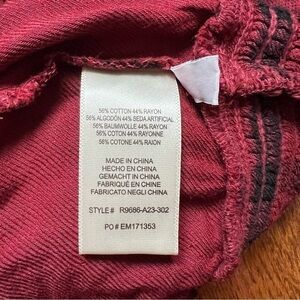 56% COTTON 44% RAYON
56% ALGODÓN 44% SEDA ARTIFICIAL
56% BAUMWOLLE 44% RAYON
56% COTON 44% RAYONNE
56% COTONE 44% RAION
MADE IN CHINA
HECHO EN CHINA
GEMACHT IN CHINA
FABRIQUÉ EN CHINE
FABRICATO NEGLI CHINA
STYLE# R9686-A23-302
PO# EM171353